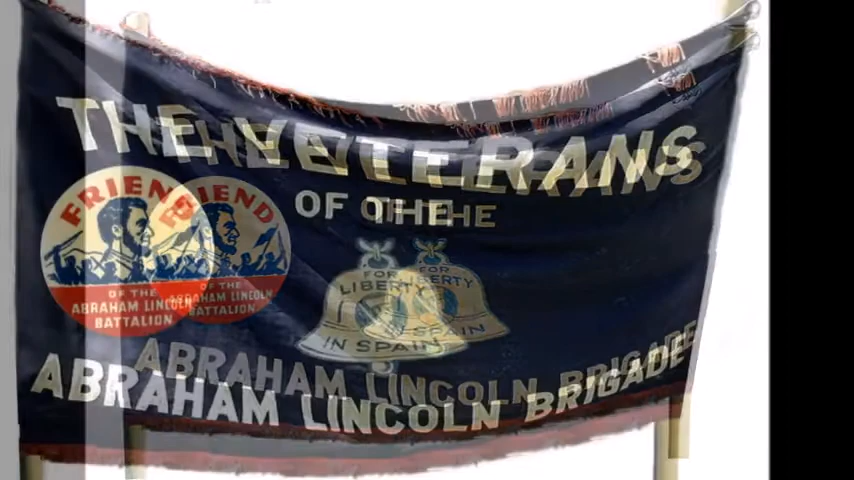 THE VETERANS
OF THE
FRIEND
OF THE
ABRAHAM LINCOLN
BATTALION
FOR
LIBERTY
IN SPAIN
ABRAHAM LINCOLN BRIGADE